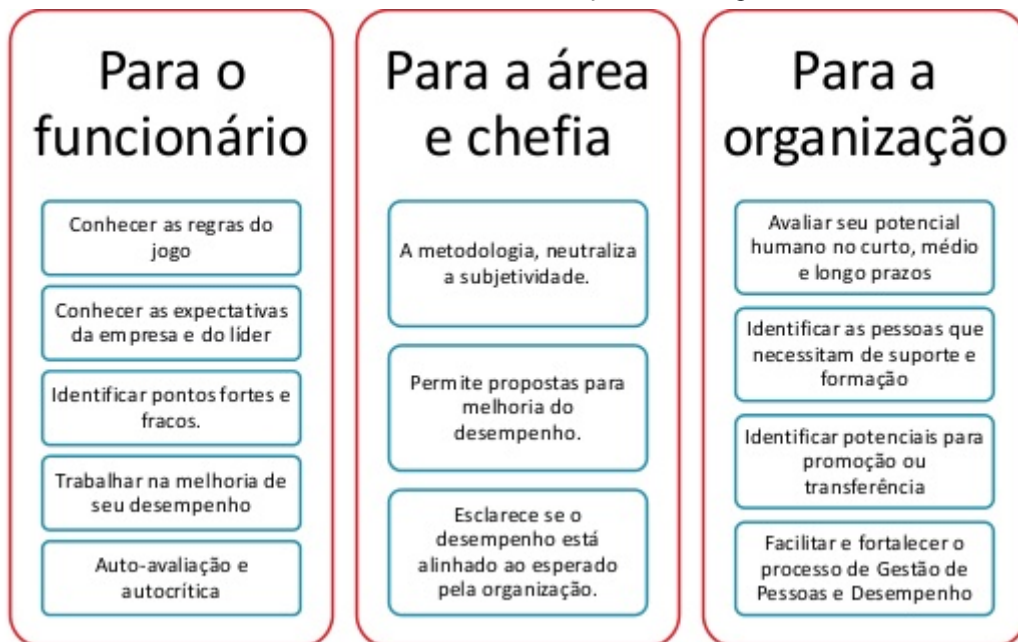 Para o
funcionário
Conhecer as regras do
jogo
Conhecer as expectativas
da empresa e do líder
Identificar pontos fortes e
fracos.
Trabalhar na melhoria de
seu desempenho
Auto-avaliação e
autocrítica
Para a área
e chefia
A metodologia, neutraliza
a subjetividade.
Permite propostas para
melhoria do
desempenho.
Esclarece se o
desempenho está
alinhado ao esperado
pela organização.
Para a
organização
Avaliar seu potencial
humano no curto, médio
e longo prazos
Identificar as pessoas que
necessitam de suporte e
formação
Identificar potenciais para
promoção ou
transferência
Facilitar e fortalecer o
processo de Gestão de
Pessoas e Desempenho